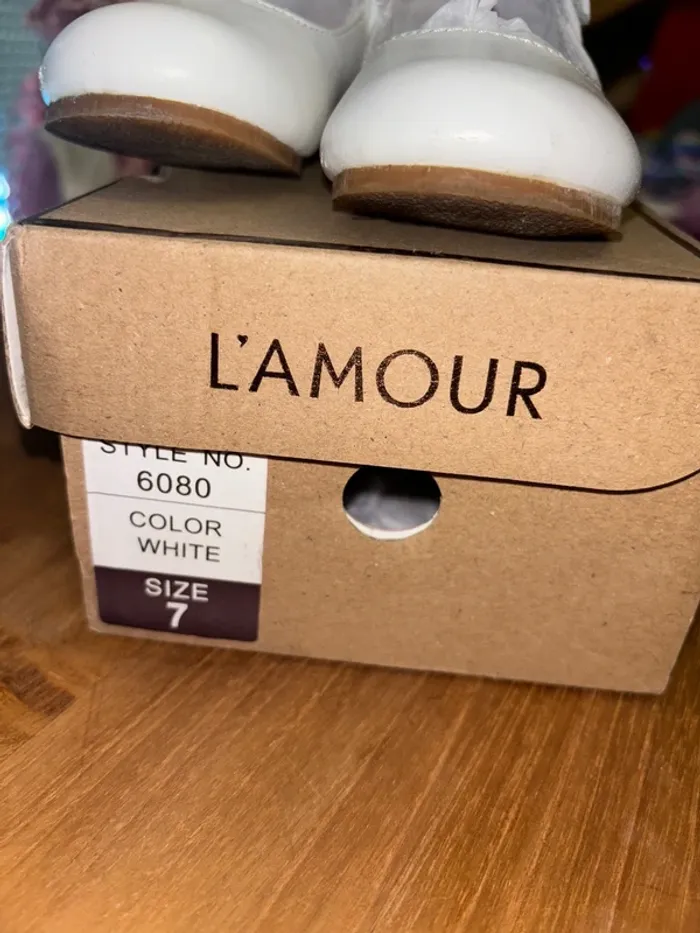 L'AMOUR
STYLE NO.
6080
COLOR
WHITE
SIZE
7